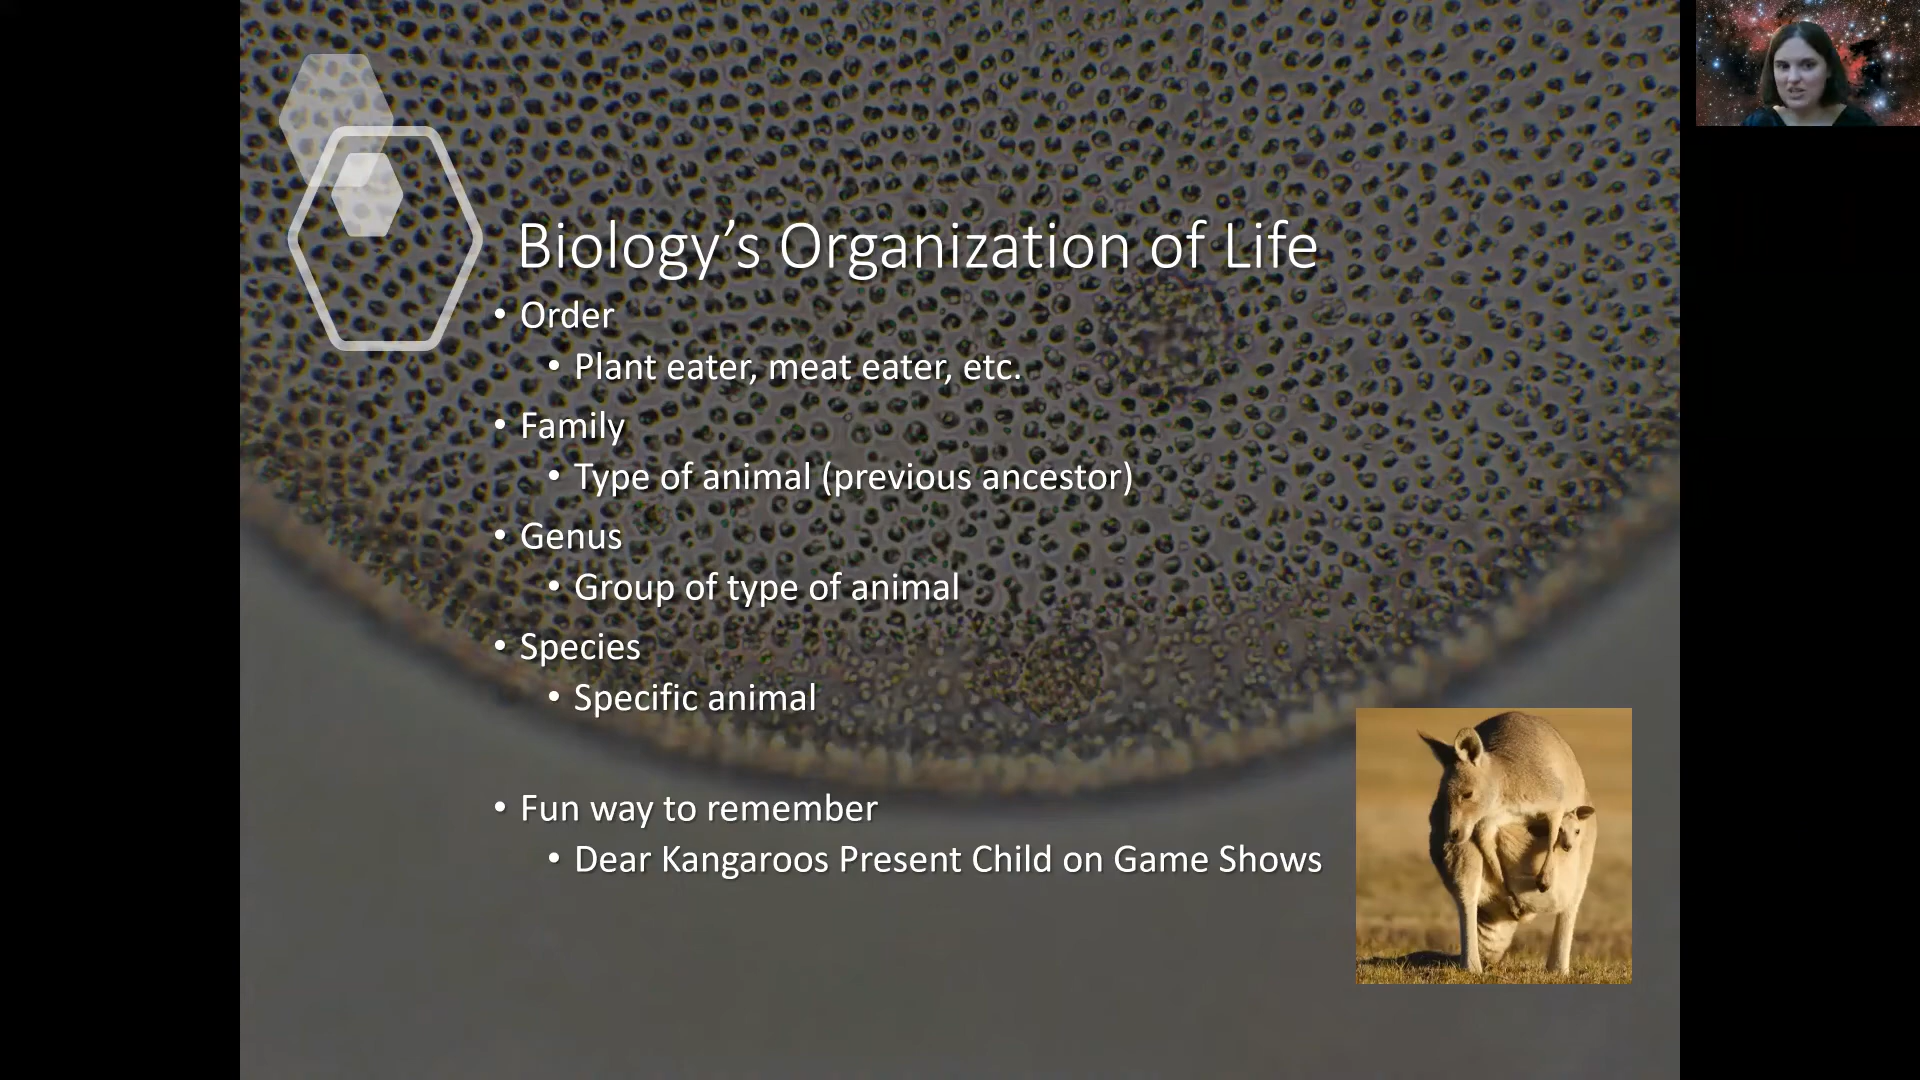 Biology’s Organization of Life
• Order
• Plant eater, meat eater, etc.
• Family
• Type of animal (previous ancestor)
• Genus
• Group of type of animal
• Species
• Specific animal
• Fun way to remember
• Dear Kangaroos Present Child on Game Shows